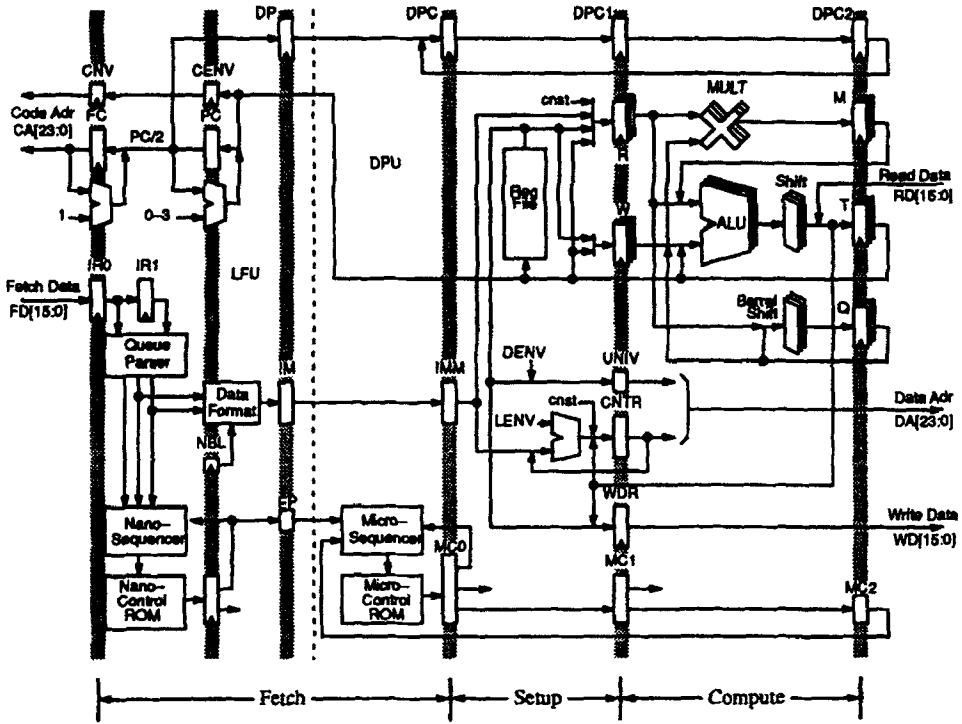 DP
DPC
DPC1
DPC2
CNV
CENV
Code Adr
CA[23:0]
FC
PC/2
PC
cnst
MULT
M
DPU
R
Reg
File
Shift
Read Data
RD[15:0]
1
0–3
W
ALU
T
IR0
IR1
LFU
Fetch Data
FD[15:0]
Barrel
Shift
Q
Queue
Parser
DENV
UNIV
IM
IMM
Data
Format
cnst
CNTR
Data Adr
DA[23:0]
LENV
NBL
WDR
EP
Nano–
Sequencer
Micro–
Sequencer
MC0
Write Data
WD[15:0]
MC1
Nano–
Control
ROM
Micro–
Control
ROM
MC2
Fetch
Setup
Compute